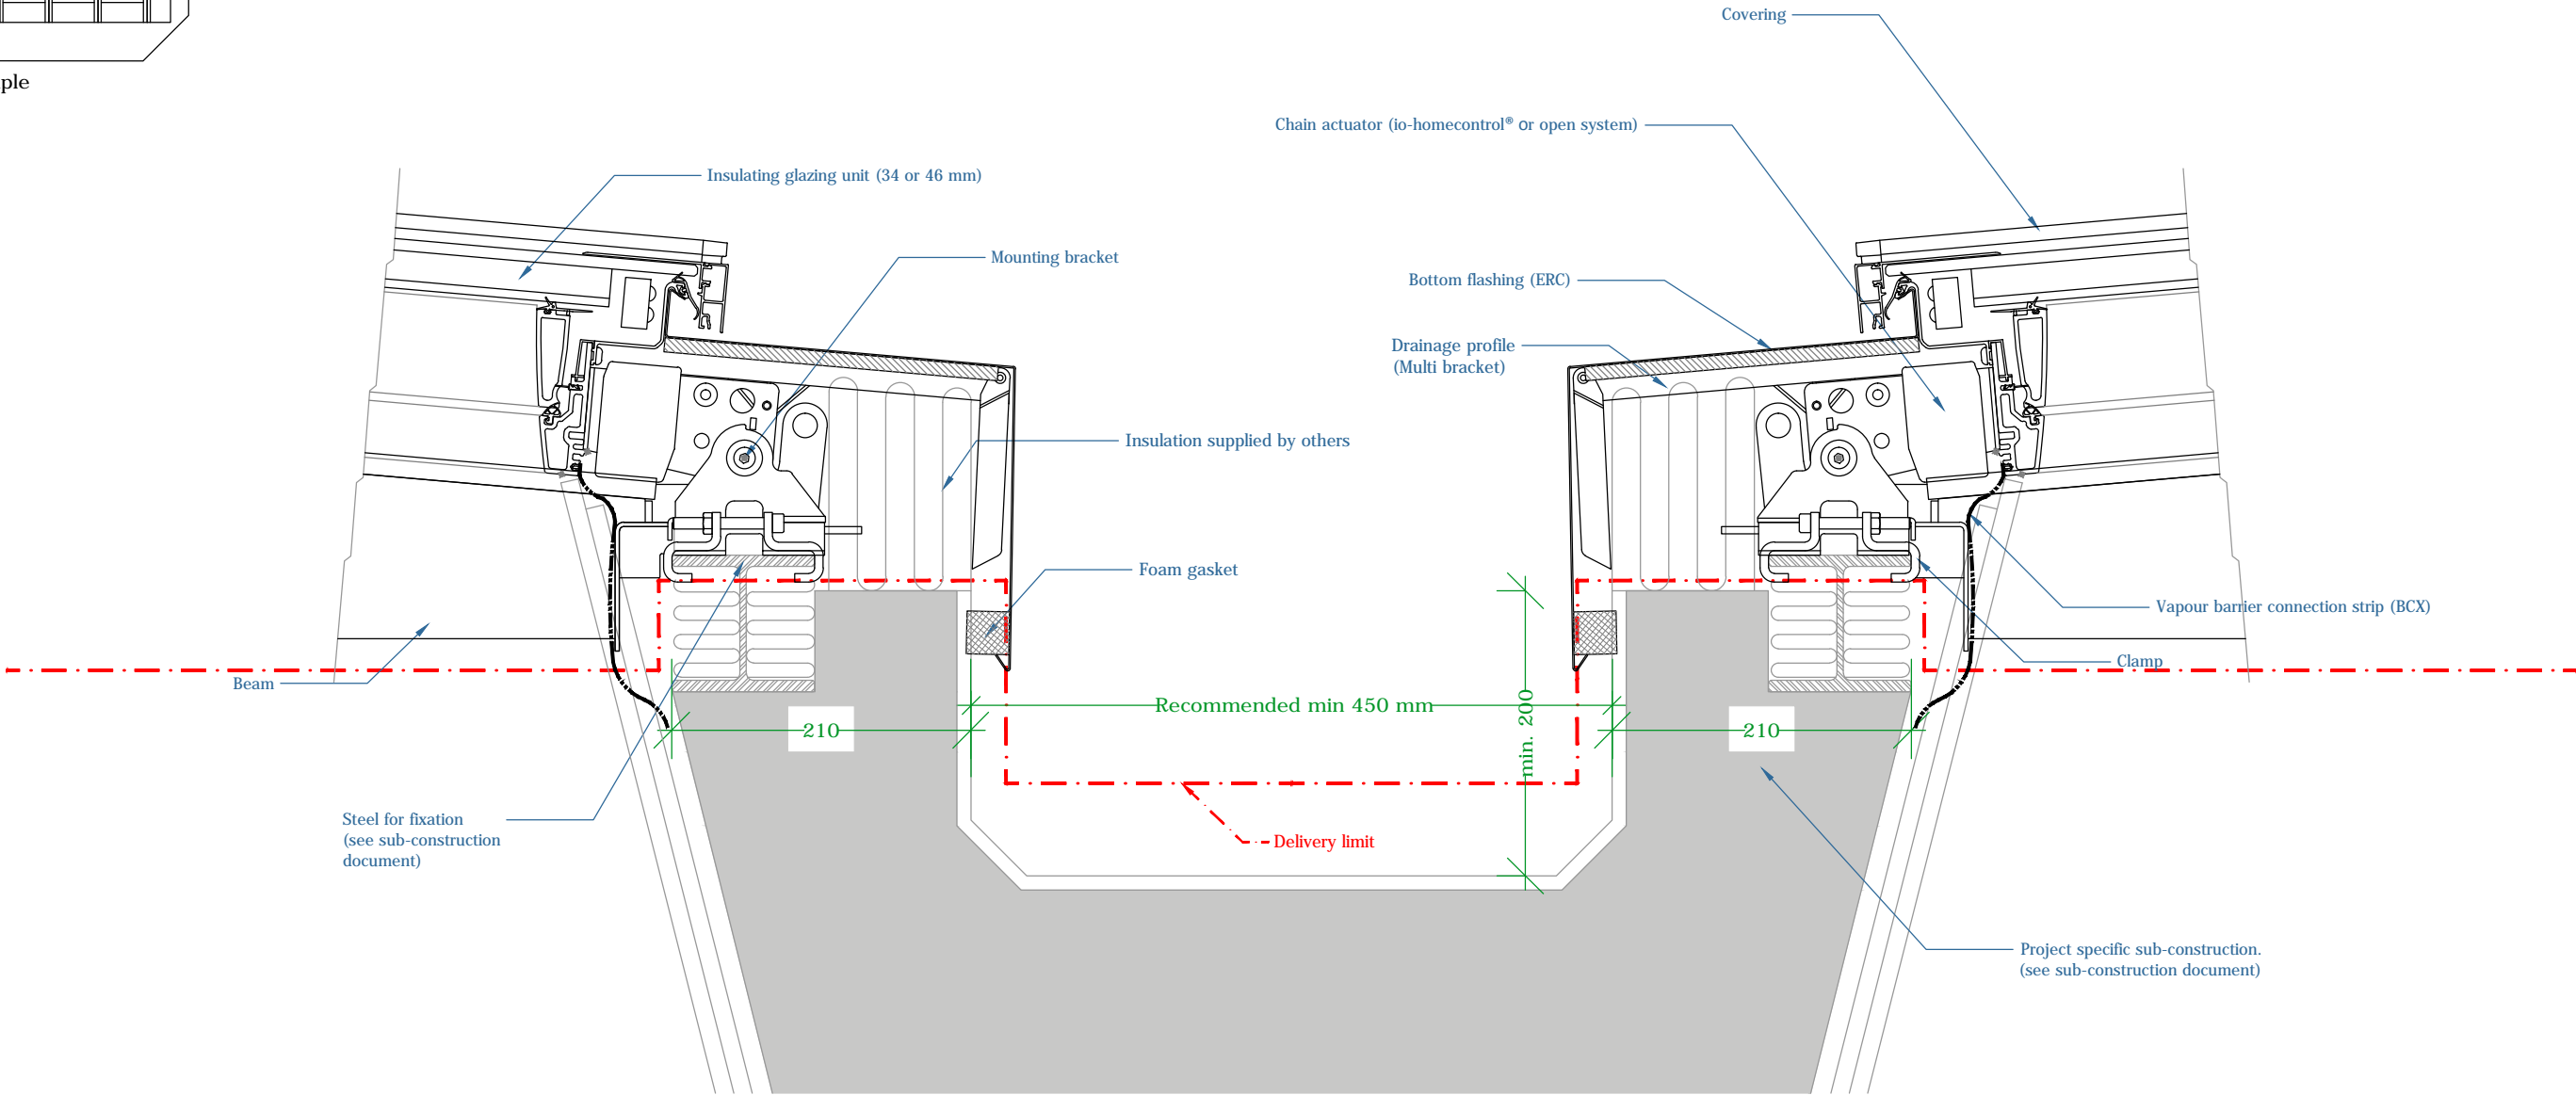 Covering
ple
Chain actuator (io-homecontrol® or open system)
Insulating glazing unit (34 or 46 mm)
Mounting bracket
Bottom flashing (ERC)
Drainage profile
(Multi bracket)
Insulation supplied by others
Foam gasket
Vapour barrier connection strip (BCX)
Clamp
Beam
Recommended min 450 mm
min. 200
210
210
Steel for fixation
(see sub-construction
document)
Delivery limit
Project specific sub-construction.
(see sub-construction document)